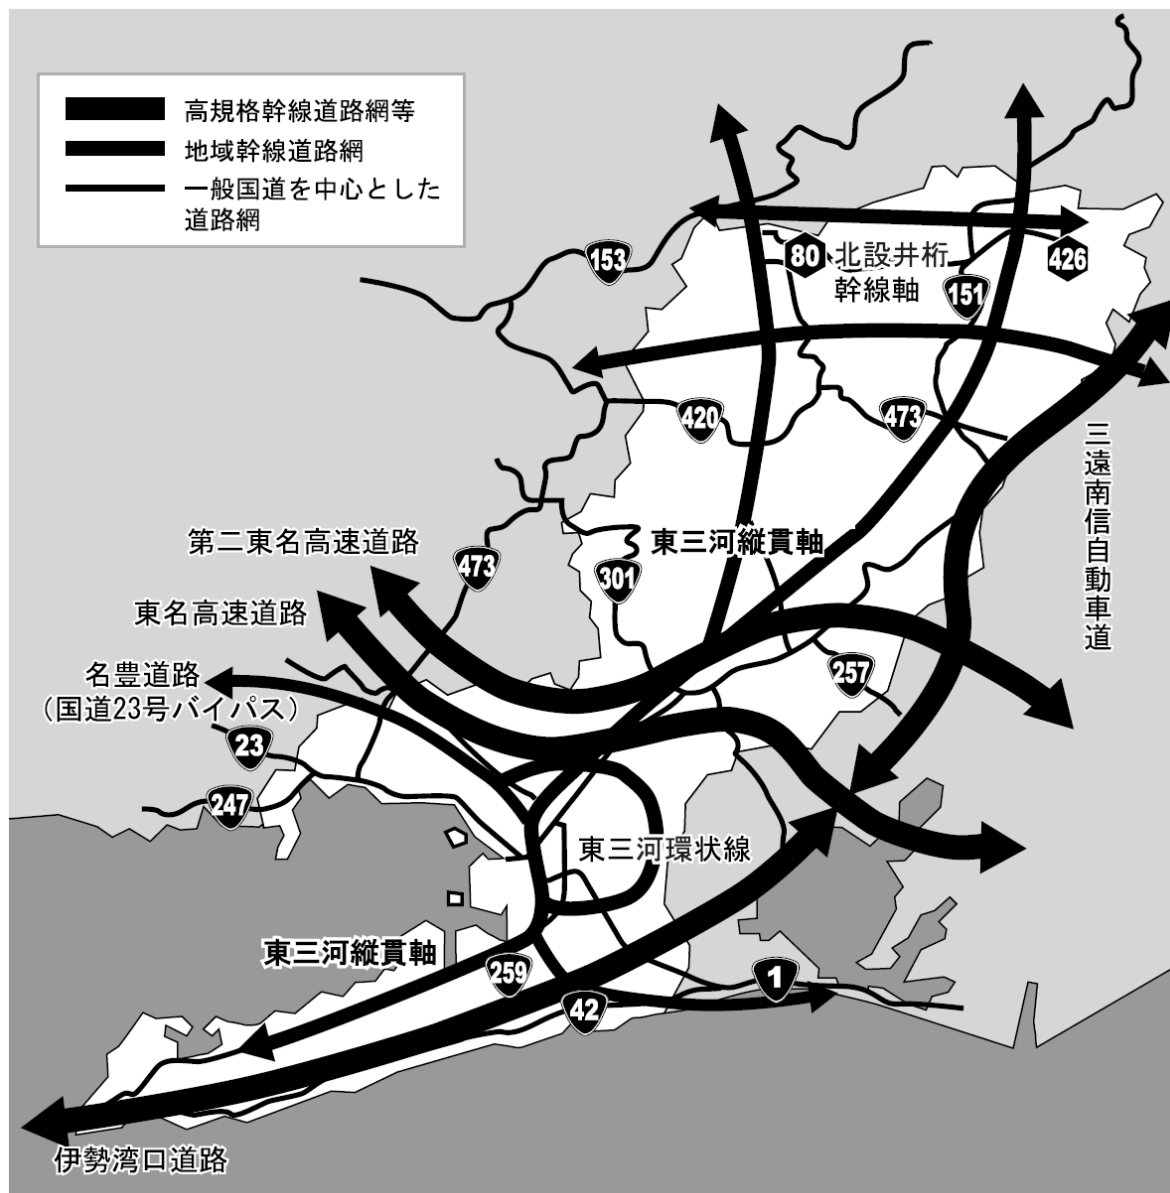 高規格幹線道路網等
地域幹線道路網
一般国道を中心とした
道路網
153
80
北設井桁
幹線軸
426
151
420
473
三遠南信自動車道
第二東名高速道路
東三河縦貫軸
473
301
東名高速道路
名豊道路
(国道23号バイパス)
257
23
247
東三河環状線
東三河縦貫軸
259
1
42
伊勢湾口道路